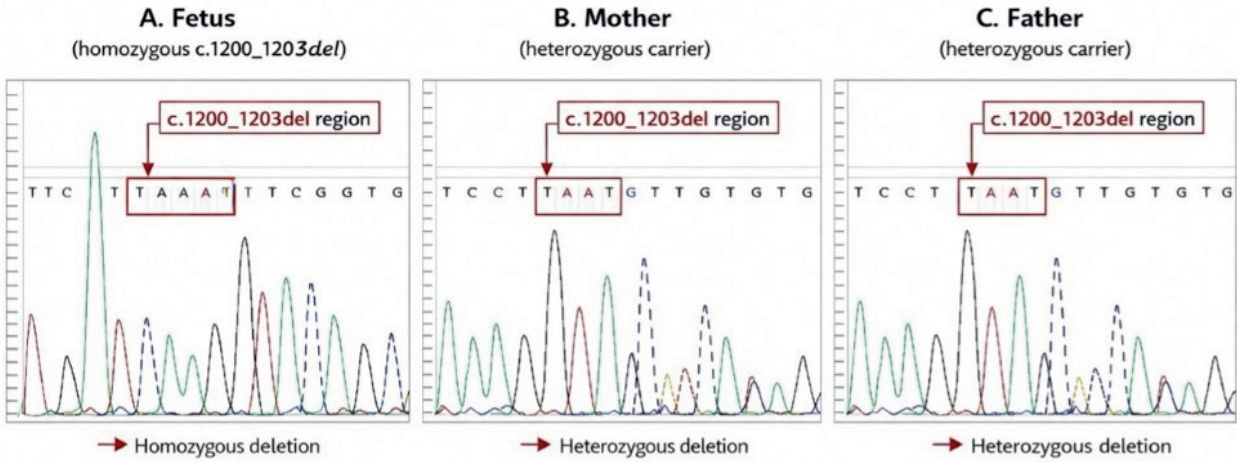 A. Fetus
(homozygous c.1200_1203del)
c.1200_1203del region
T T C T T A A A T T T C G G T G
→ Homozygous deletion
B. Mother
(heterozygous carrier)
c.1200_1203del region
T C C T T A A T G T T G T G T G
→ Heterozygous deletion
C. Father
(heterozygous carrier)
c.1200_1203del region
T C C T T A A T G T T G T G T G
→ Heterozygous deletion